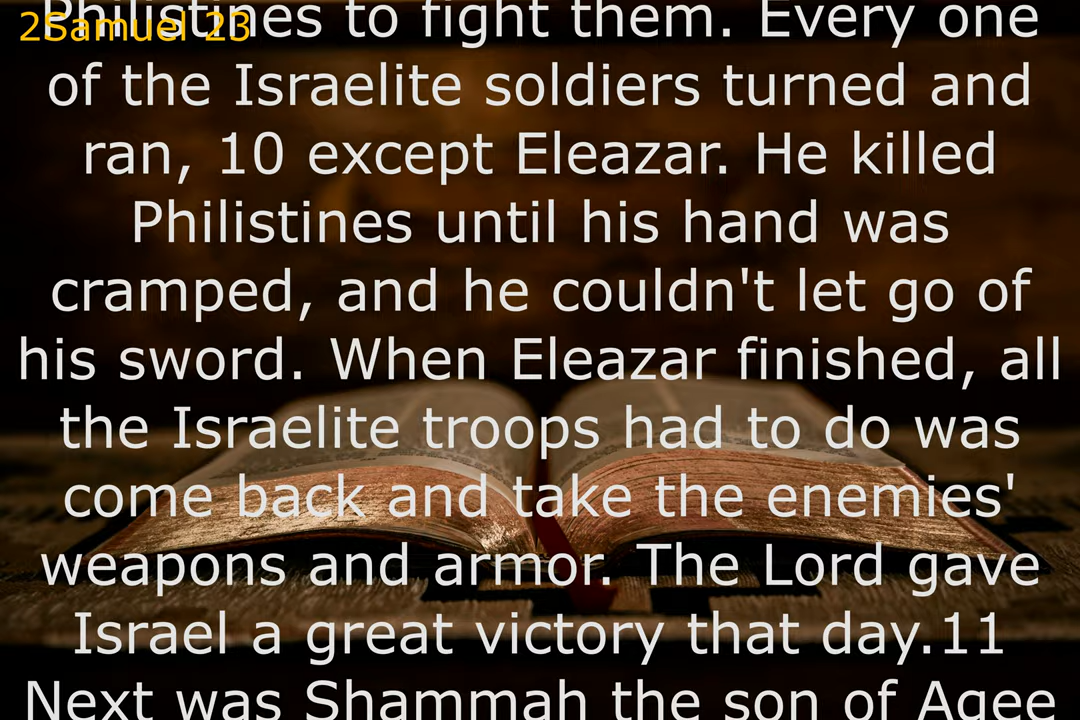 2Samuel 23
Philistines to fight them. Every one
of the Israelite soldiers turned and
ran, 10 except Eleazar. He killed
Philistines until his hand was
cramped, and he couldn't let go of
his sword. When Eleazar finished, all
the Israelite troops had to do was
come back and take the enemies'
weapons and armor. The Lord gave
Israel a great victory that day.11
Next was Shammah the son of Agee